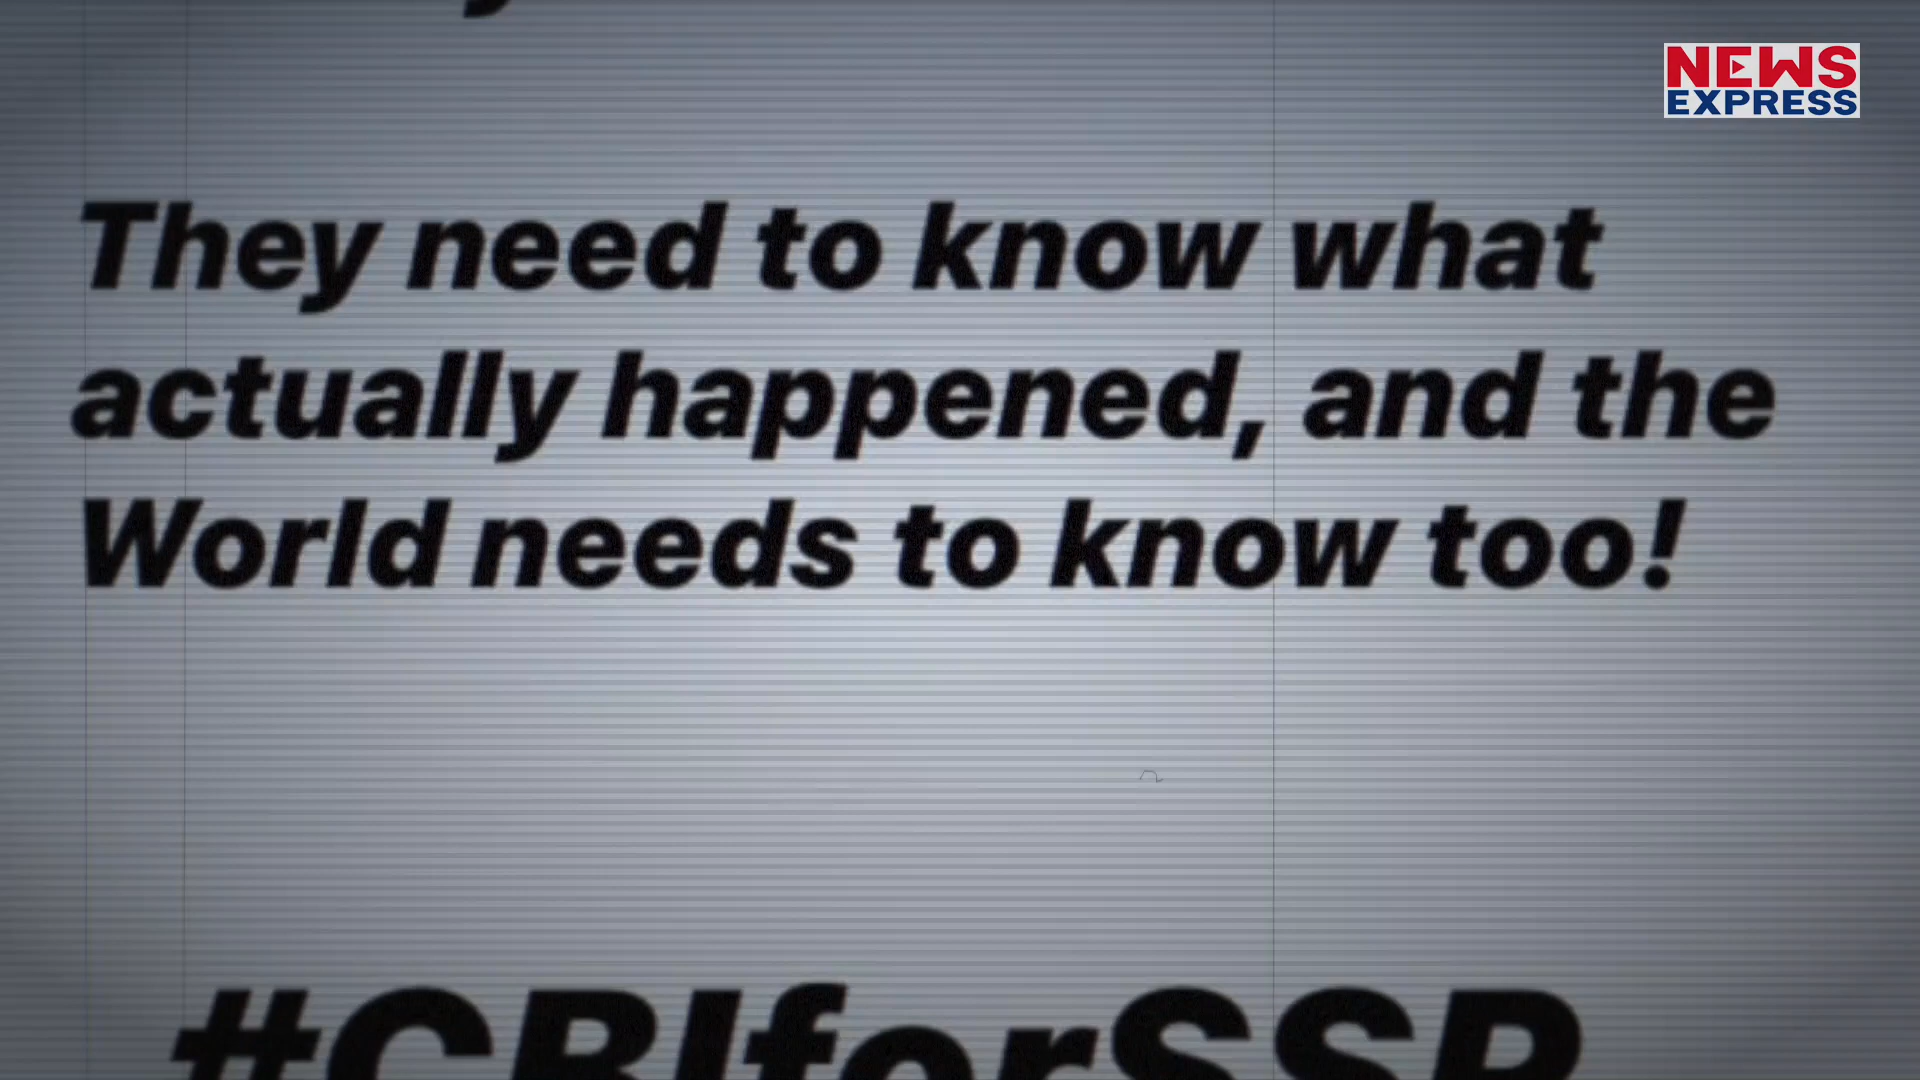 NEWS
EXPRESS
They need to know what
actually happened, and the
World needs to know too!
#CBIforSSR